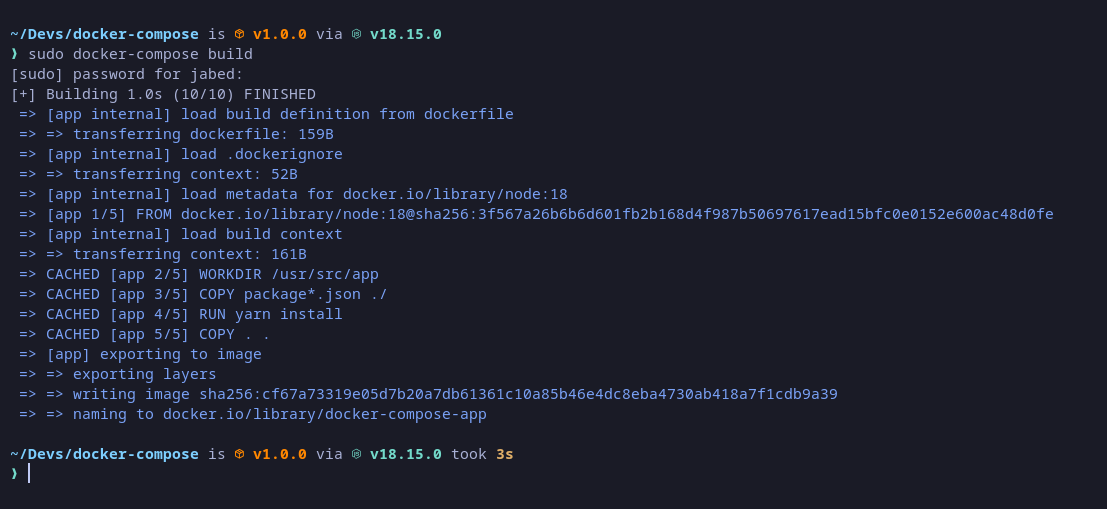 ~/Devs/docker-compose is v1.0.0 via v18.15.0
❱ sudo docker-compose build
[sudo] password for jabed:
[+] Building 1.0s (10/10) FINISHED
=> [app internal] load build definition from dockerfile
=> => transferring dockerfile: 159B
=> [app internal] load .dockerignore
=> => transferring context: 52B
=> [app internal] load metadata for docker.io/library/node:18
=> [app 1/5] FROM docker.io/library/node:18@sha256:3f567a26b6b6d601fb2b168d4f987b50697617ead15bfc0e0152e600ac48d0fe
=> [app internal] load build context
=> => transferring context: 161B
=> CACHED [app 2/5] WORKDIR /usr/src/app
=> CACHED [app 3/5] COPY package*.json ./
=> CACHED [app 4/5] RUN yarn install
=> CACHED [app 5/5] COPY . .
=> [app] exporting to image
=> => exporting layers
=> => writing image sha256:cf67a73319e05d7b20a7db61361c10a85b46e4dc8eba4730ab418a7f1cdb9a39
=> => naming to docker.io/library/docker-compose-app
~/Devs/docker-compose is v1.0.0 via v18.15.0 took 3s
❱